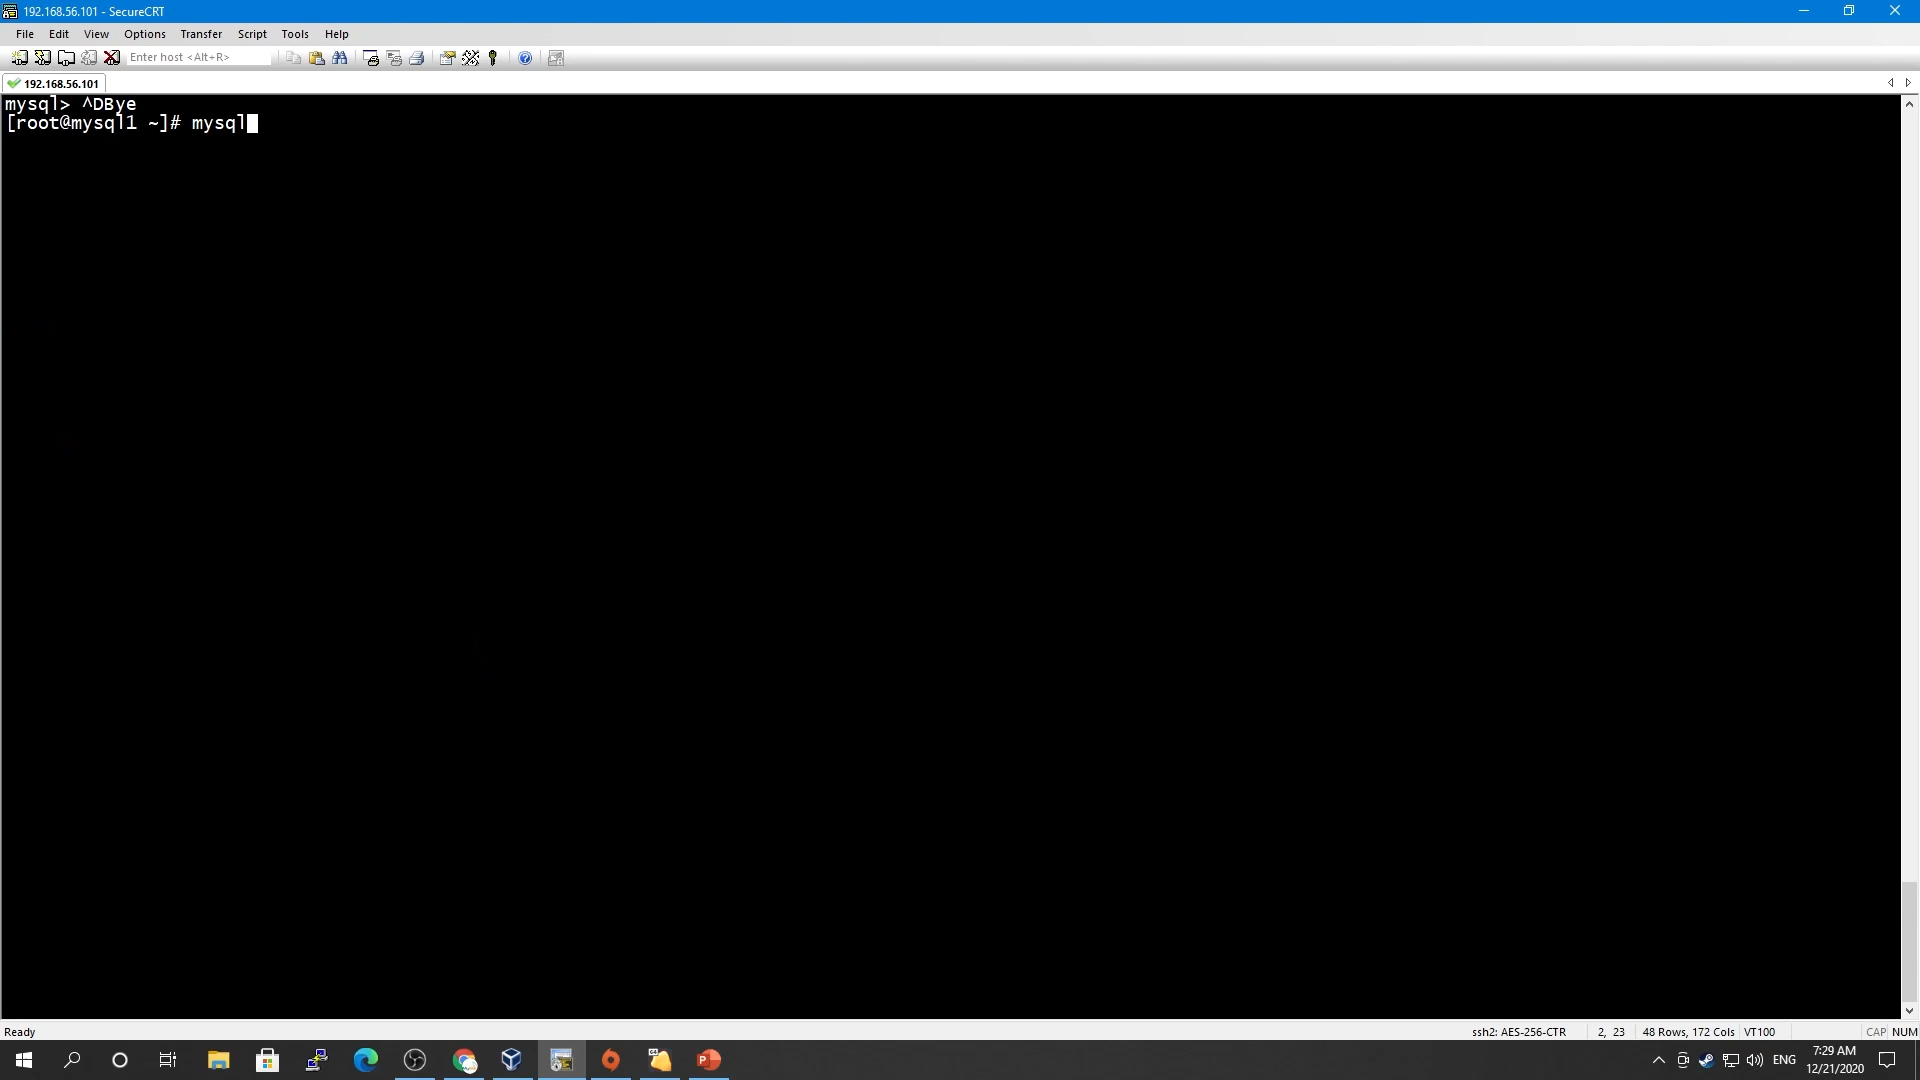 192.168.56.101 - SecureCRT
File Edit View Options Transfer Script Tools Help
Enter host <Alt+R>
192.168.56.101
mysql> ^DBye
[root@mysql1 ~]# mysql
Ready ssh2: AES-256-CTR 2, 23 48 Rows, 172 Cols VT100 CAP NUM
ENG 7:29 AM
12/21/2020